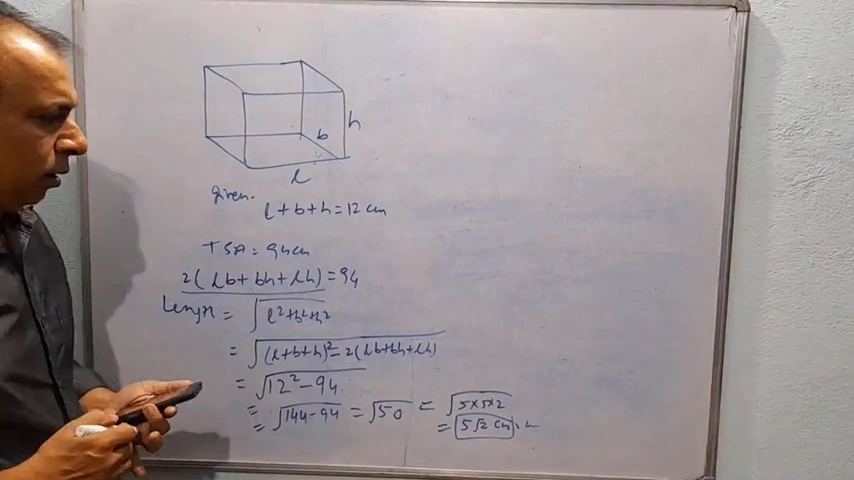 h
b
l
given.
l + b + h = 12 cm
TSA = 94 cm
2( lb + bh + lh) = 94
Length = √l²+b²+h²
= √(l+b+h)² - 2(lb+bh+lh)
= √12² - 94
= √144-94 = √50 = √5×5×2
= = 5√2 cm